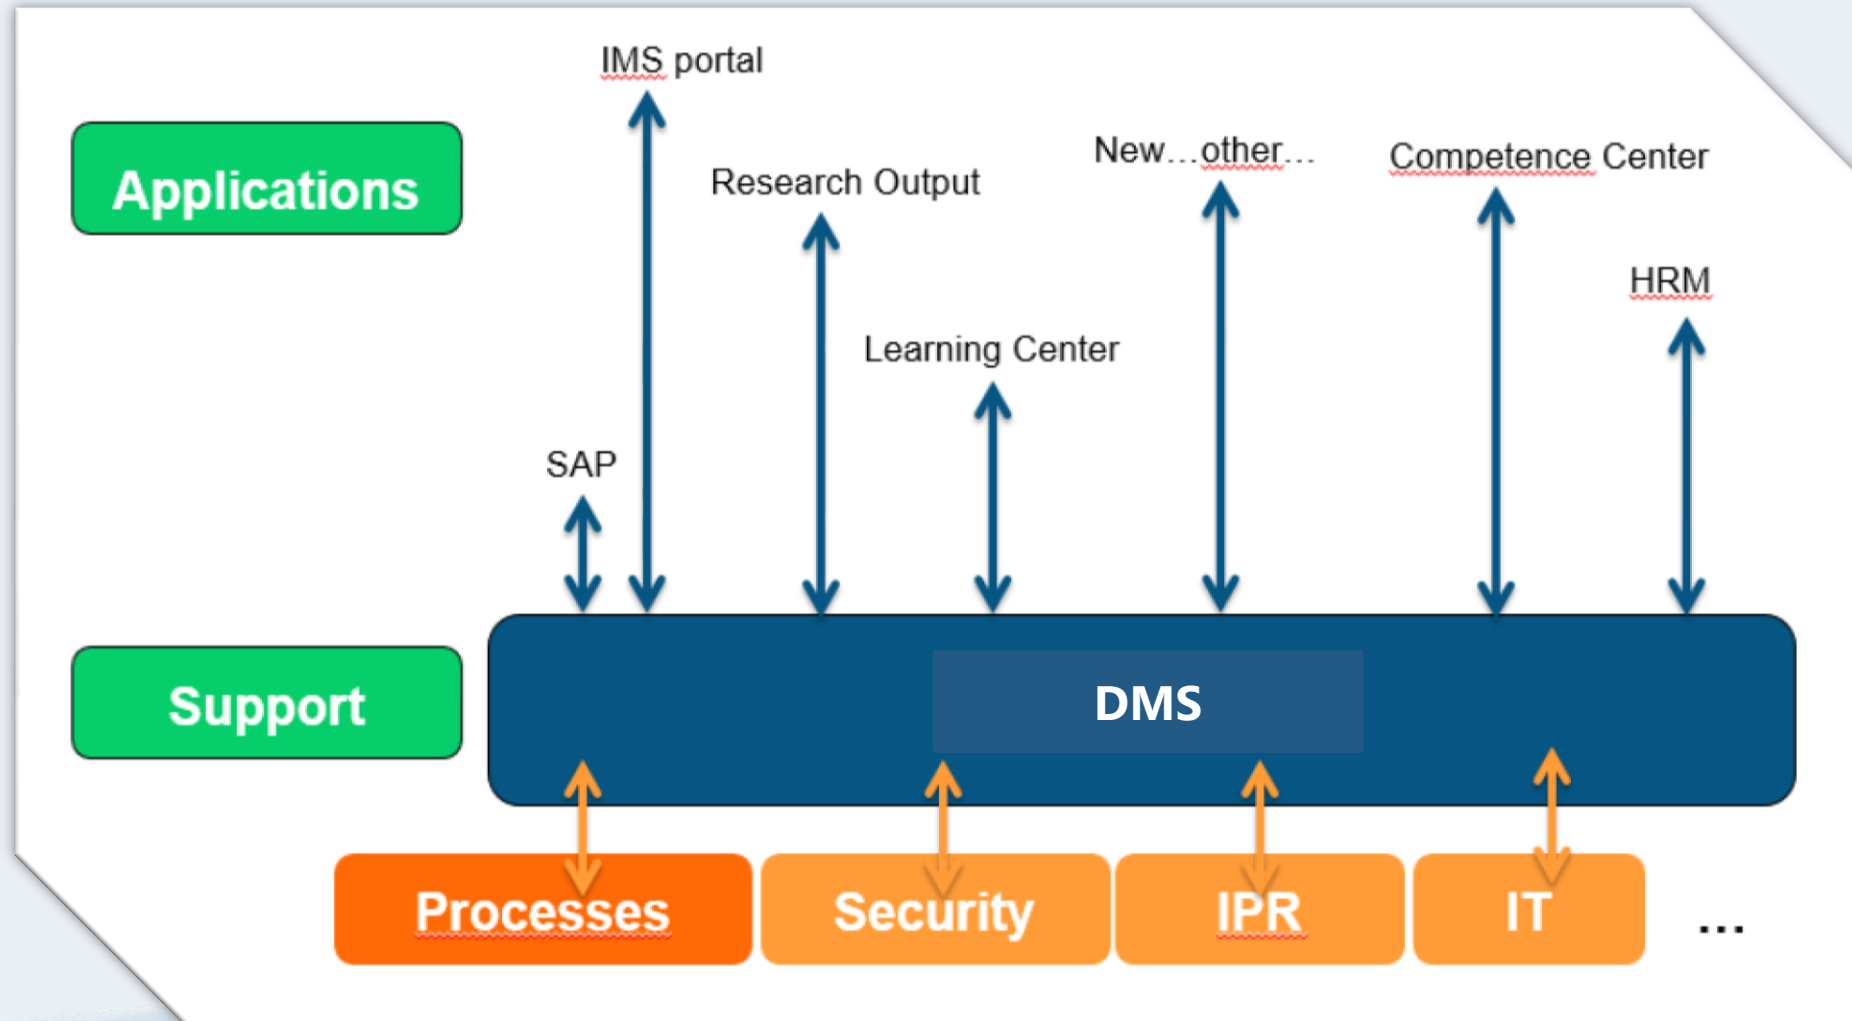 IMS portal
Applications
New...other...
Competence Center
Research Output
HRM
Learning Center
SAP
Support
DMS
Processes
Security
IPR
IT
...